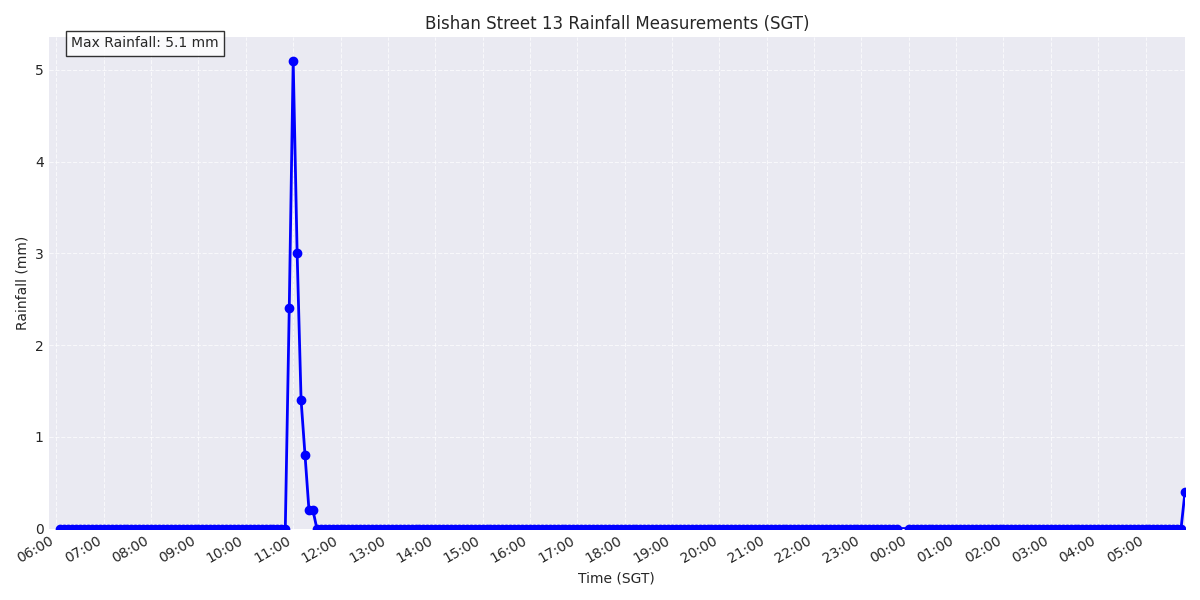 Bishan Street 13 Rainfall Measurements (SGT)
Max Rainfall: 5.1 mm
5
4
3
2
1
0
Rainfall (mm)
06:00 07:00 08:00 09:00 10:00 11:00 12:00 13:00 14:00 15:00 16:00 17:00 18:00 19:00 20:00 21:00 22:00 23:00 00:00 01:00 02:00 03:00 04:00 05:00
Time (SGT)